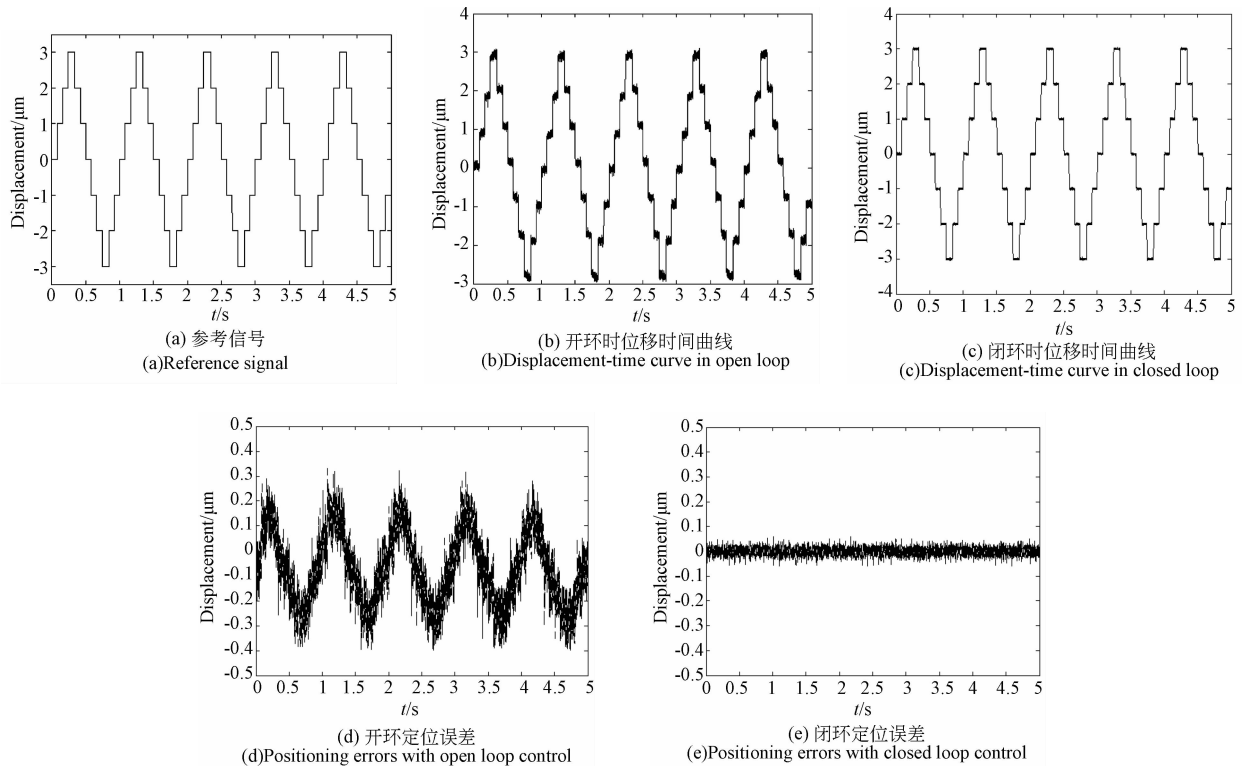 3
2
1
0
-1
-2
-3
Displacement/μm
0 0.5 1 1.5 2 2.5 3 3.5 4 4.5 5
t/s
(a) 参考信号
(a)Reference signal
4
3
2
1
0
-1
-2
-3
Displacement/μm
0 0.5 1 1.5 2 2.5 3 3.5 4 4.5 5
t/s
(b) 开环时位移时间曲线
(b)Displacement-time curve in open loop
4
3
2
1
0
-1
-2
-3
-4
Displacement/μm
0 0.5 1 1.5 2 2.5 3 3.5 4 4.5 5
t/s
(c) 闭环时位移时间曲线
(c)Displacement-time curve in closed loop
0.5
0.4
0.3
0.2
0.1
0
-0.1
-0.2
-0.3
-0.4
-0.5
Displacement/μm
0 0.5 1 1.5 2 2.5 3 3.5 4 4.5 5
t/s
(d) 开环定位误差
(d)Positioning errors with open loop control
0.5
0.4
0.3
0.2
0.1
0
-0.1
-0.2
-0.3
-0.4
-0.5
Displacement/μm
0 0.5 1 1.5 2 2.5 3 3.5 4 4.5 5
t/s
(e) 闭环定位误差
(e)Positioning errors with closed loop control